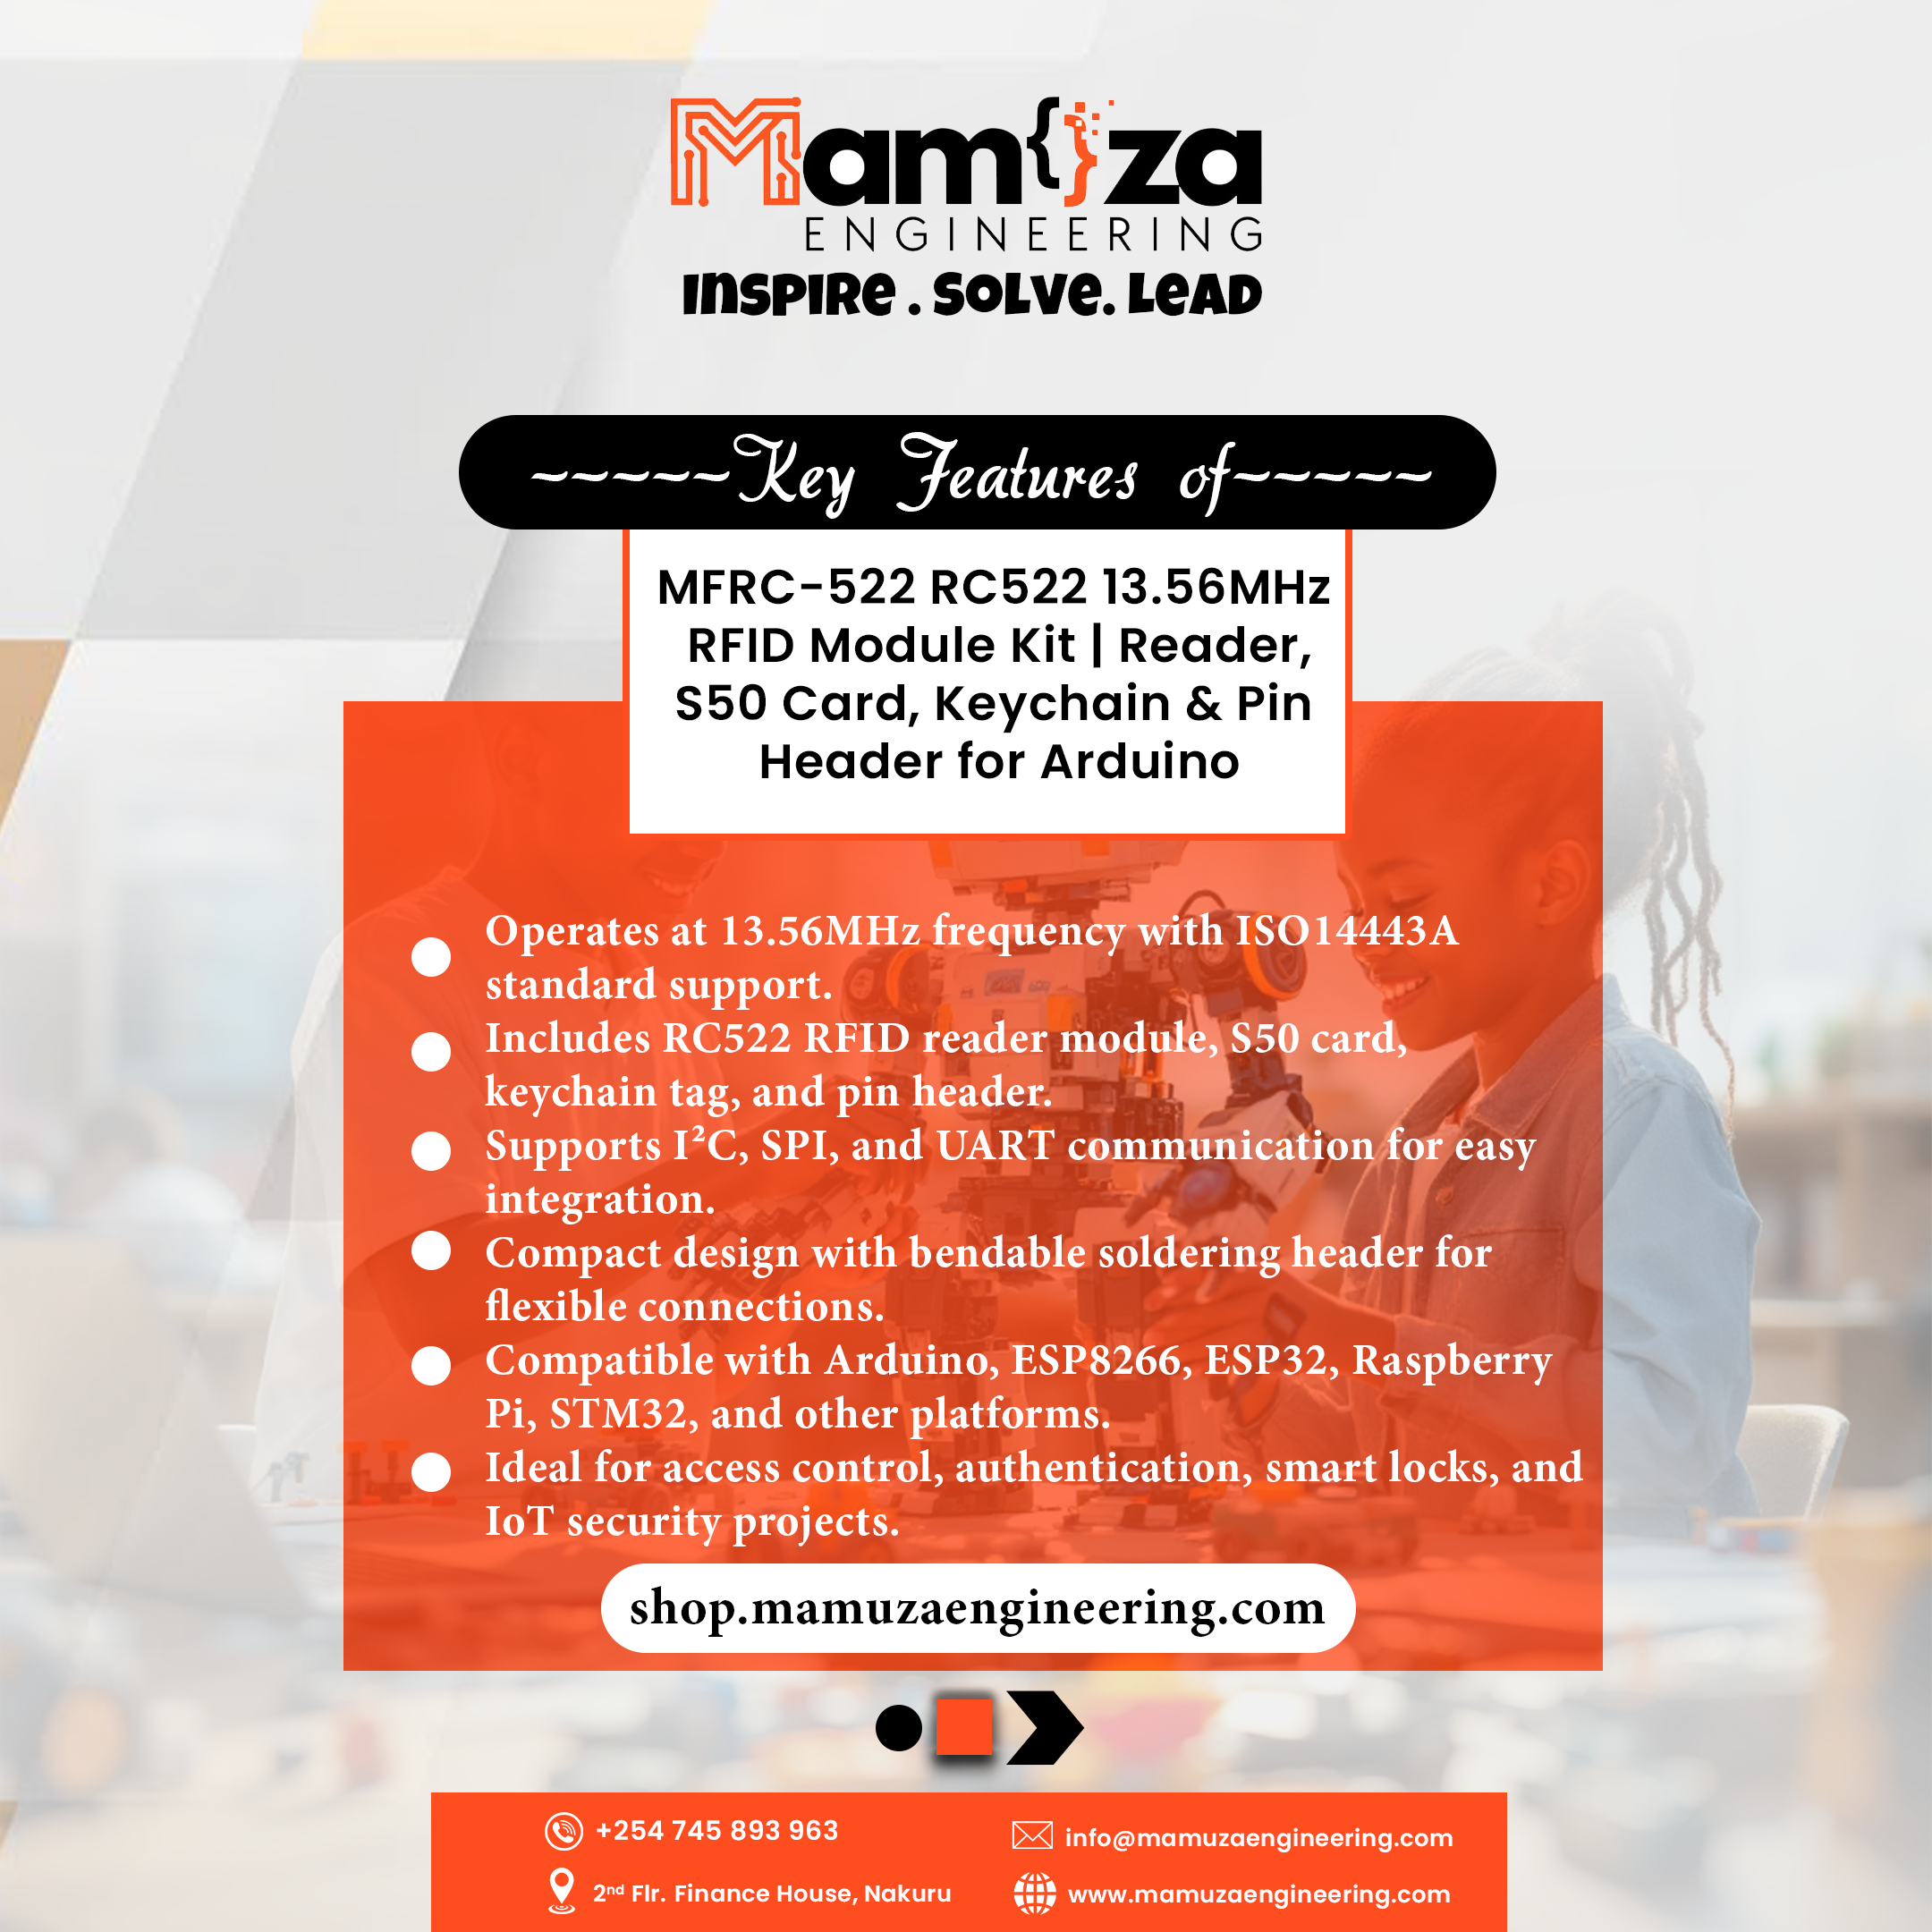 Mam{}za
ENGINEERING
INSPIRE . SOLVE. LEAD
~~~~~Key Features of~~~~~
MFRC-522 RC522 13.56MHz
RFID Module Kit | Reader,
S50 Card, Keychain & Pin
Header for Arduino
Operates at 13.56MHz frequency with ISO14443A
standard support.
Includes RC522 RFID reader module, S50 card,
keychain tag, and pin header.
Supports I²C, SPI, and UART communication for easy
integration.
Compact design with bendable soldering header for
flexible connections.
Compatible with Arduino, ESP8266, ESP32, Raspberry
Pi, STM32, and other platforms.
Ideal for access control, authentication, smart locks, and
IoT security projects.
shop.mamuzaengineering.com
+254 745 893 963
info@mamuzaengineering.com
2nd Flr. Finance House, Nakuru
www.mamuzaengineering.com